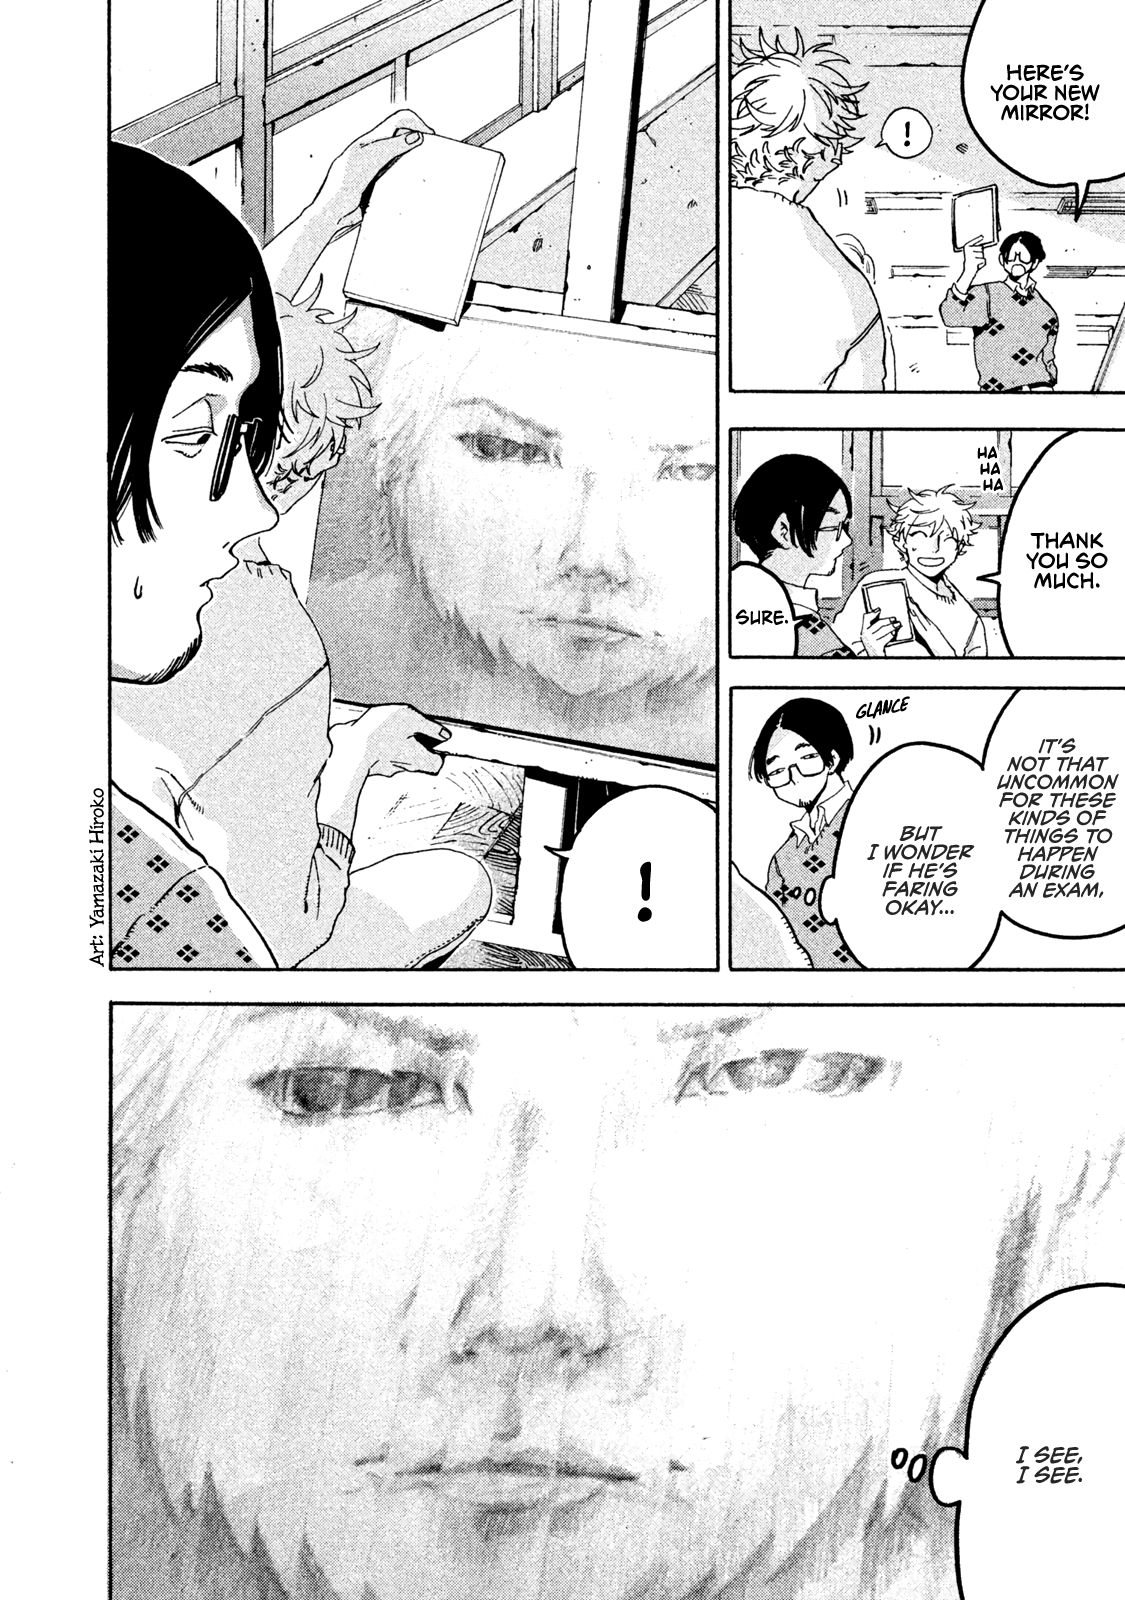 HERE'S
YOUR NEW
MIRROR!
!
HA
HA
HA
THANK
YOU SO
MUCH.
SURE.
GLANCE
IT'S
NOT THAT
UNCOMMON
FOR THESE
KINDS OF
THINGS TO
HAPPEN
DURING
AN EXAM,
BUT
I WONDER
IF HE'S
FARING
OKAY...
!
Art: Yamazaki Hiroko
I SEE,
I SEE.